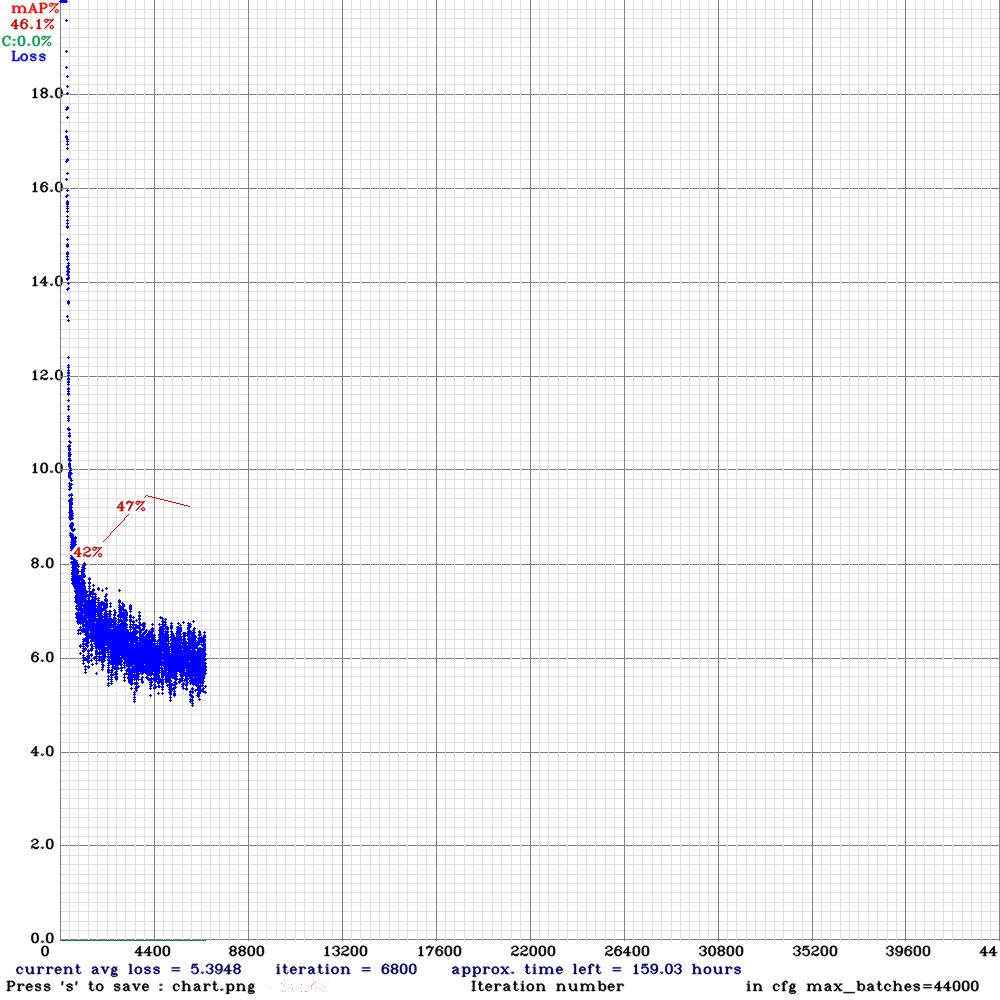 mAP%
46.1%
C:0.0%
Loss
18.0
16.0
14.0
12.0
10.0
47%
42%
8.0
6.0
4.0
2.0
0.0
0 4400 8800 13200 17600 22000 26400 30800 35200 39600 44
current avg loss = 5.3948 iteration = 6800 approx. time left = 159.03 hours
Press 's' to save : chart.png Iteration number in cfg max_batches=44000